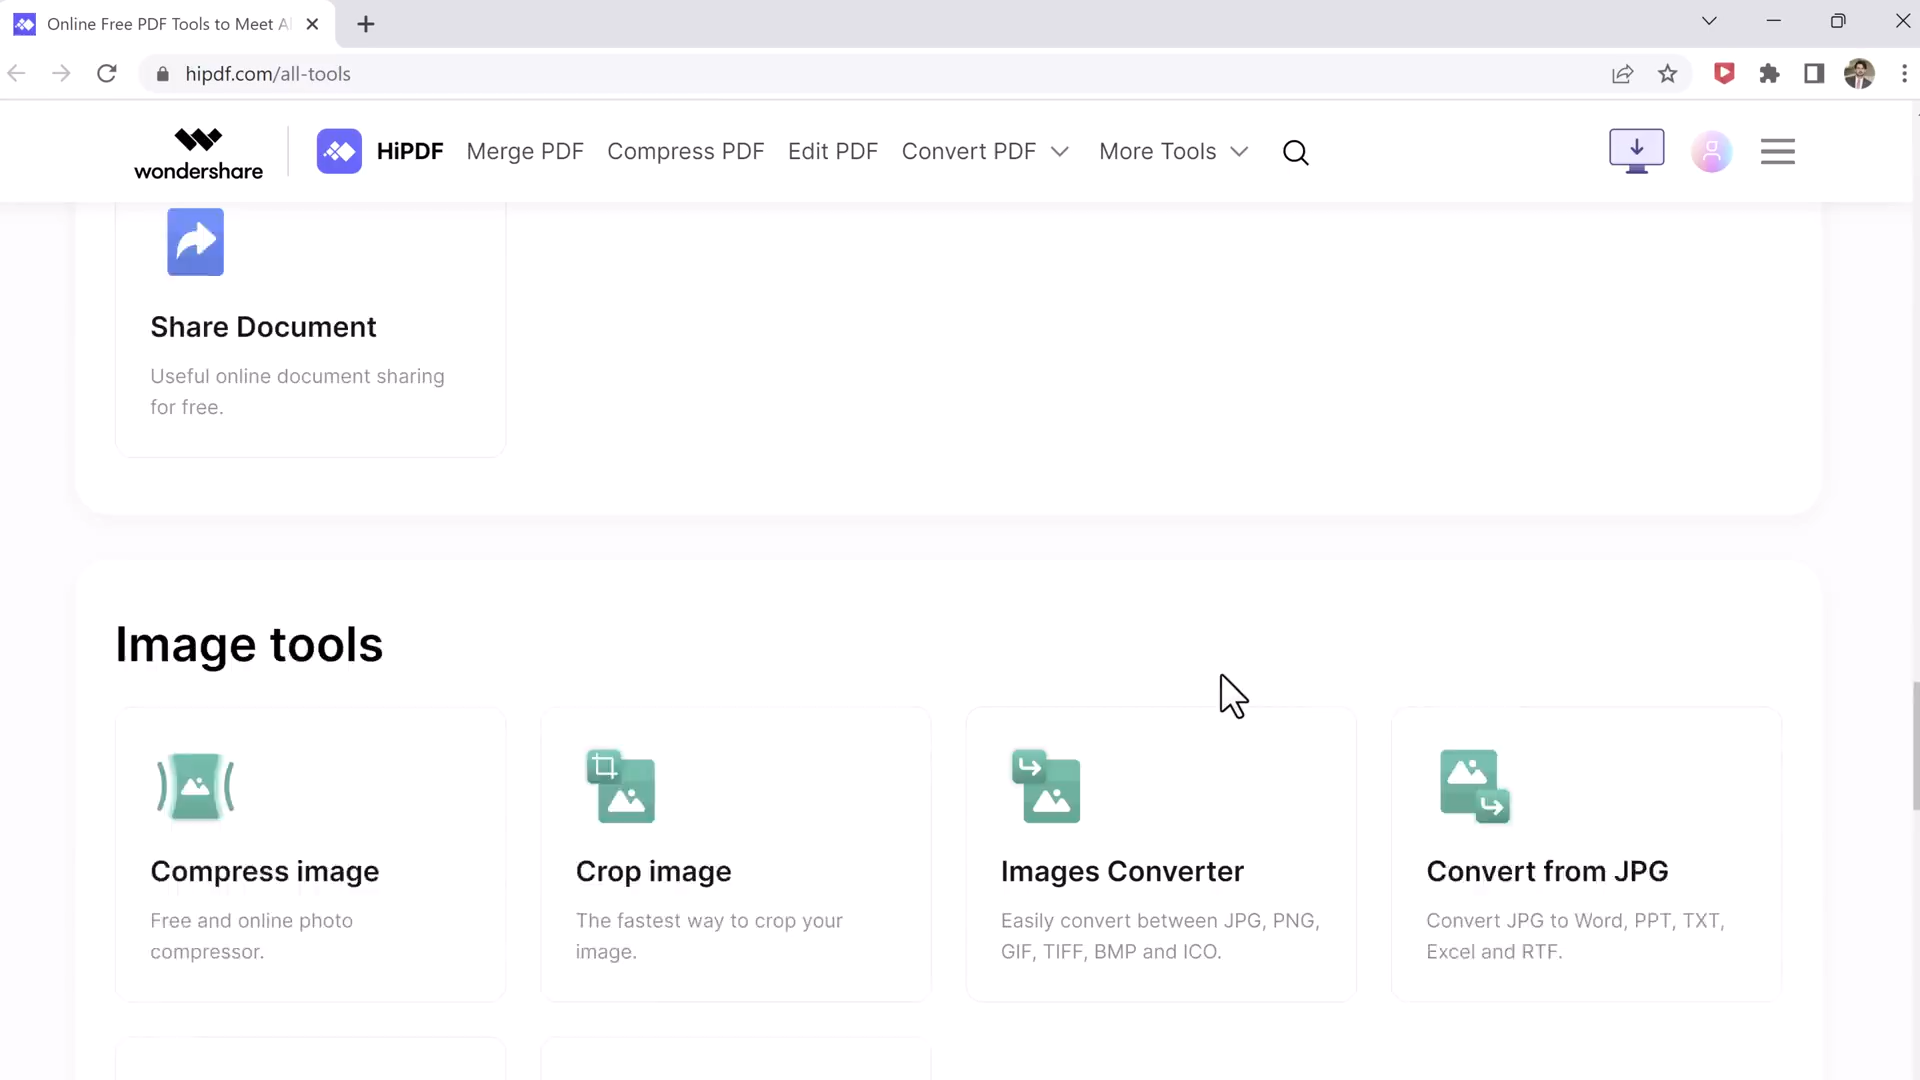 Online Free PDF Tools to Meet A
hipdf.com/all-tools
wondershare
HiPDF
Merge PDF
Compress PDF
Edit PDF
Convert PDF
More Tools
Share Document
Useful online document sharing
for free.
Image tools
Compress image
Free and online photo
compressor.
Crop image
The fastest way to crop your
image.
Images Converter
Easily convert between JPG, PNG,
GIF, TIFF, BMP and ICO.
Convert from JPG
Convert JPG to Word, PPT, TXT,
Excel and RTF.